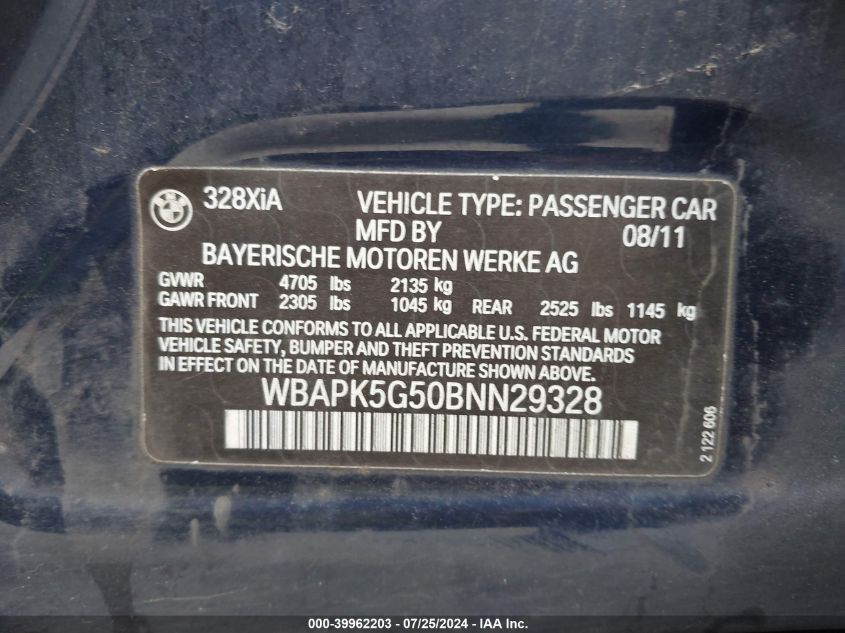 328XiA VEHICLE TYPE: PASSENGER CAR
MFD BY 08/11
BAYERISCHE MOTOREN WERKE AG
GVWR 4705 lbs 2135 kg
GAWR FRONT 2305 lbs 1045 kg REAR 2525 lbs 1145 kg
THIS VEHICLE CONFORMS TO ALL APPLICABLE U.S. FEDERAL MOTOR
VEHICLE SAFETY, BUMPER AND THEFT PREVENTION STANDARDS
IN EFFECT ON THE DATE OF MANUFACTURE SHOWN ABOVE.
WBAPK5G50BNN29328
2 122 606
000-39962203 - 07/25/2024 - IAA Inc.